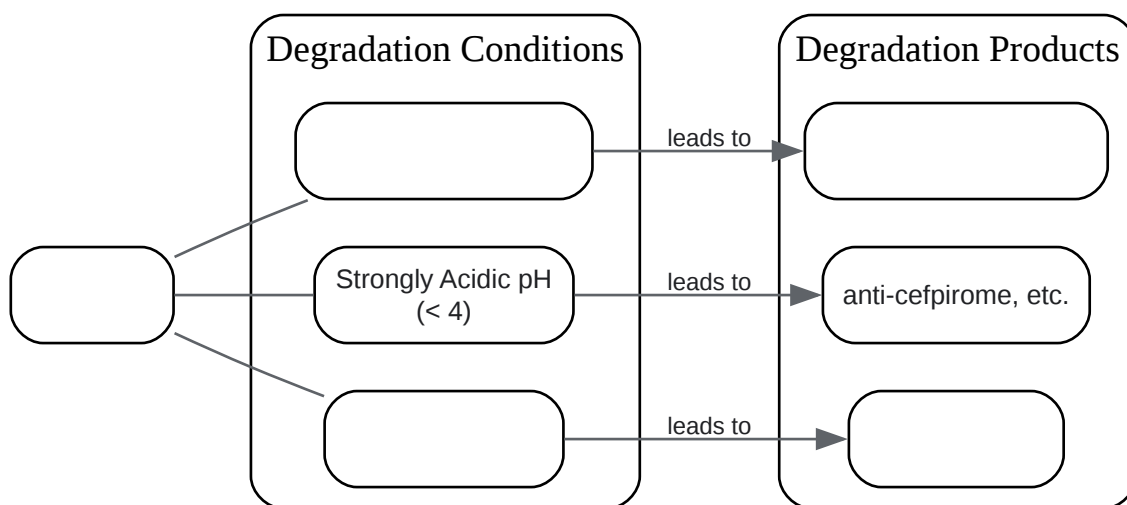 Degradation Conditions
Degradation Products
leads to
Strongly Acidic pH
(< 4)
leads to
anti-cefpirome, etc.
leads to